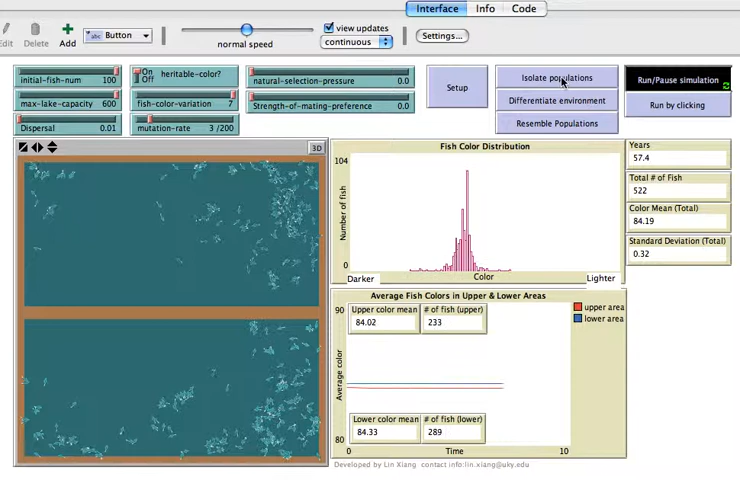 Interface Info Code
Edit Delete Add abc Button view updates
normal speed continuous Settings...
initial-fish-num 100
On
Off
heritable-color?
natural-selection-pressure 0.0
Setup
Isolate populations
Run/Pause simulation
max-lake-capacity 600
fish-color-variation 7
Strength-of-mating-preference 0.0
Differentiate environment
Run by clicking
Dispersal 0.01
mutation-rate 3 /200
Resemble Populations
3D
Fish Color Distribution
104
Number of fish
0
Darker
Color
Lighter
Years
57.4
Total # of Fish
522
Color Mean (Total)
84.19
Standard Deviation (Total)
0.32
Average Fish Colors in Upper & Lower Areas
90
Average color
80
Upper color mean
84.02
# of fish (upper)
233
upper area
lower area
Lower color mean
84.33
# of fish (lower)
289
0
Time
10
Developed by Lin Xiang contact info:lin.xiang@uky.edu